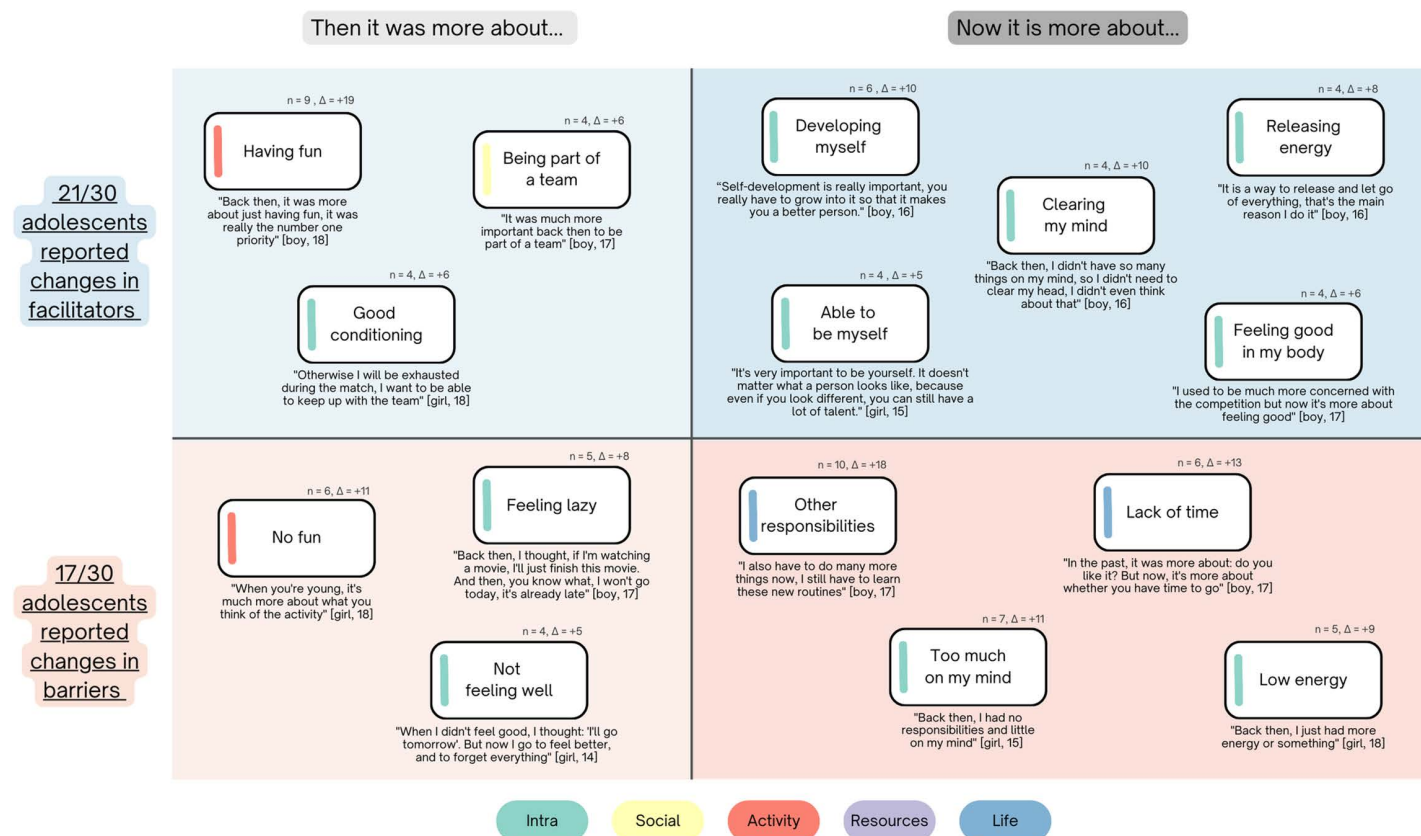 Then it was more about...
Now it is more about...
21/30
adolescents
reported
changes in
facilitators
n = 9 , Δ = +19
Having fun
"Back then, it was more
about just having fun, it was
really the number one
priority" [boy, 18]
n = 4, Δ = +6
Being part of
a team
"It was much more
important back then to be
part of a team" [boy, 17]
n = 4, Δ = +6
Good
conditioning
"Otherwise I will be exhausted
during the match, I want to be able
to keep up with the team" [girl, 18]
n = 6 , Δ = +10
Developing
myself
“Self-development is really important, you
really have to grow into it so that it makes
you a better person." [boy, 16]
n = 4, Δ = +10
Clearing
my mind
"Back then, I didn't have so many
things on my mind, so I didn't need to
clear my head, I didn't even think
about that" [boy, 16]
n = 4, Δ = +8
Releasing
energy
"It is a way to release and let go
of everything, that's the main
reason I do it" [boy, 16]
n = 4 , Δ = +5
Able to
be myself
"It's very important to be yourself. It doesn't
matter what a person looks like, because
even if you look different, you can still have a
lot of talent." [girl, 15]
n = 4, Δ = +6
Feeling good
in my body
"I used to be much more concerned with
the competition but now it's more about
feeling good" [boy, 17]
17/30
adolescents
reported
changes in
barriers
n = 6, Δ = +11
No fun
"When you're young, it's
much more about what you
think of the activity" [girl, 18]
n = 5, Δ = +8
Feeling lazy
"Back then, I thought, if I'm watching
a movie, I'll just finish this movie.
And then, you know what, I won't go
today, it's already late" [boy, 17]
n = 4, Δ = +5
Not
feeling well
"When I didn't feel good, I thought: 'I'll go
tomorrow'. But now I go to feel better,
and to forget everything" [girl, 14]
n = 10, Δ = +18
Other
responsibilities
"I also have to do many more
things now, I still have to learn
these new routines" [boy, 17]
n = 6, Δ = +13
Lack of time
"In the past, it was more about: do you
like it? But now, it's more about
whether you have time to go" [boy, 17]
n = 7, Δ = +11
Too much
on my mind
"Back then, I had no
responsibilities and little
on my mind" [girl, 15]
n = 5, Δ = +9
Low energy
"Back then, I just had more
energy or something" [girl, 18]
Intra
Social
Activity
Resources
Life